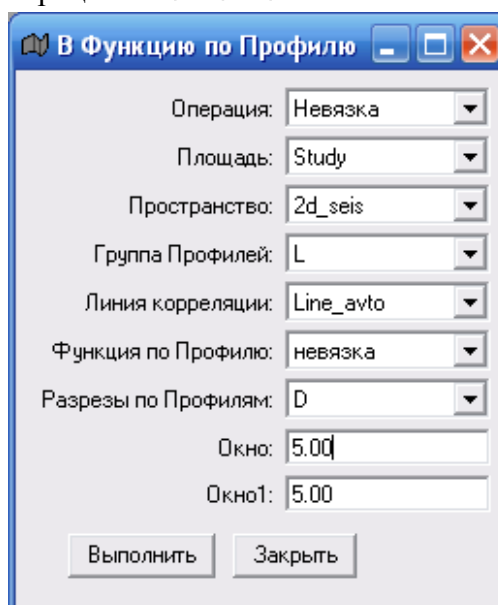 В Функцию по Профилю
Операция: Невязка
Площадь: Study
Пространство: 2d_seis
Группа Профилей: L
Линия корреляции: Line_avto
Функция по Профилю: невязка
Разрезы по Профилям: D
Окно: 5.00
Окно1: 5.00
Выполнить Закрыть